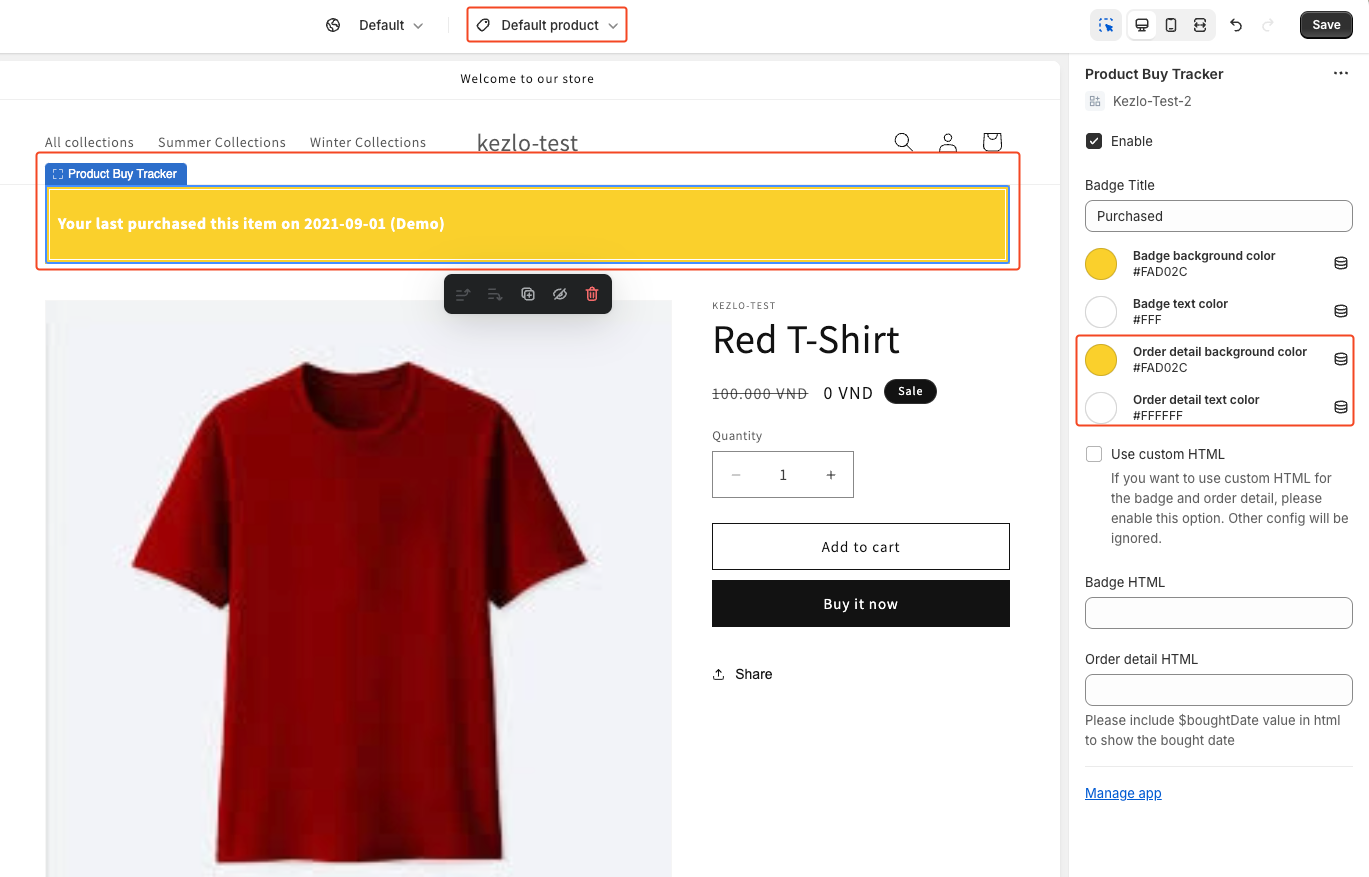 Default
Default product
Save
Welcome to our store
All collections
Summer Collections
Winter Collections
kezlo-test
Product Buy Tracker
Your last purchased this item on 2021-09-01 (Demo)
KEZLO-TEST
Red T-Shirt
100.000 VND 0 VND Sale
Quantity
− 1 +
Add to cart
Buy it now
Share
Product Buy Tracker
Kezlo-Test-2
Enable
Badge Title
Purchased
Badge background color
#FAD02C
Badge text color
#FFF
Order detail background color
#FAD02C
Order detail text color
#FFFFFF
Use custom HTML
If you want to use custom HTML for
the badge and order detail, please
enable this option. Other config will be
ignored.
Badge HTML
Order detail HTML
Please include $boughtDate value in html
to show the bought date
Manage app